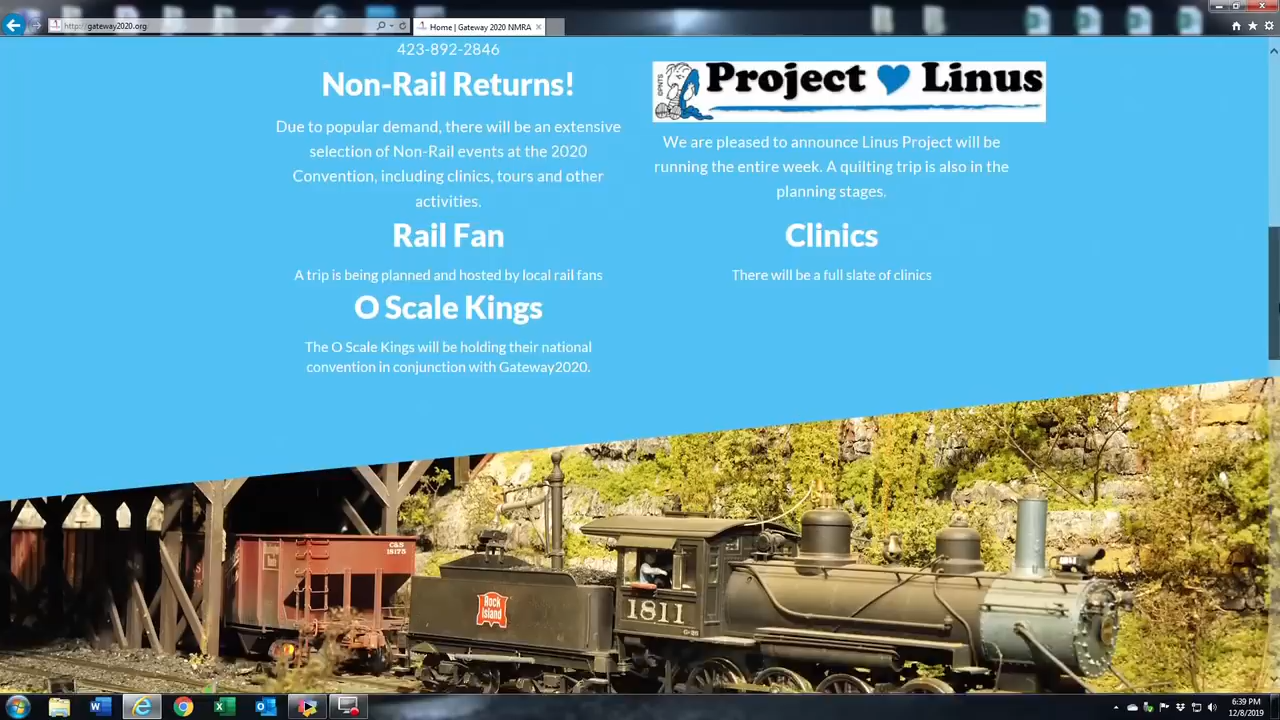 http://gateway2020.org
Home | Gateway 2020 NMRA
423-892-2846
Non-Rail Returns!
Due to popular demand, there will be an extensive
selection of Non-Rail events at the 2020
Convention, including clinics, tours and other
activities.
Project Linus
We are pleased to announce Linus Project will be
running the entire week. A quilting trip is also in the
planning stages.
Rail Fan
A trip is being planned and hosted by local rail fans
Clinics
There will be a full slate of clinics
O Scale Kings
The O Scale Kings will be holding their national
convention in conjunction with Gateway2020.
C&S
18175
Rock
Island
1811
6:39 PM
12/8/2019